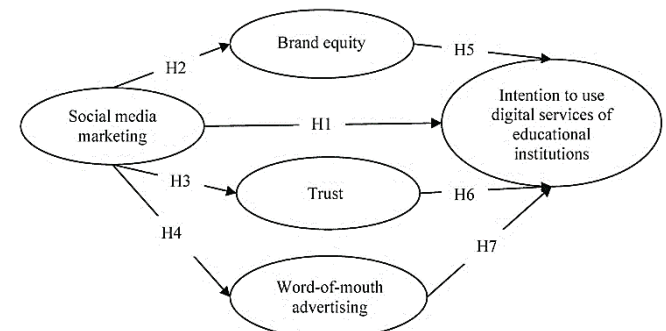 Brand equity
H5
H2
Intention to use
digital services of
educational
institutions
Social media
marketing
H1
H3
Trust
H6
H4
H7
Word-of-mouth
advertising